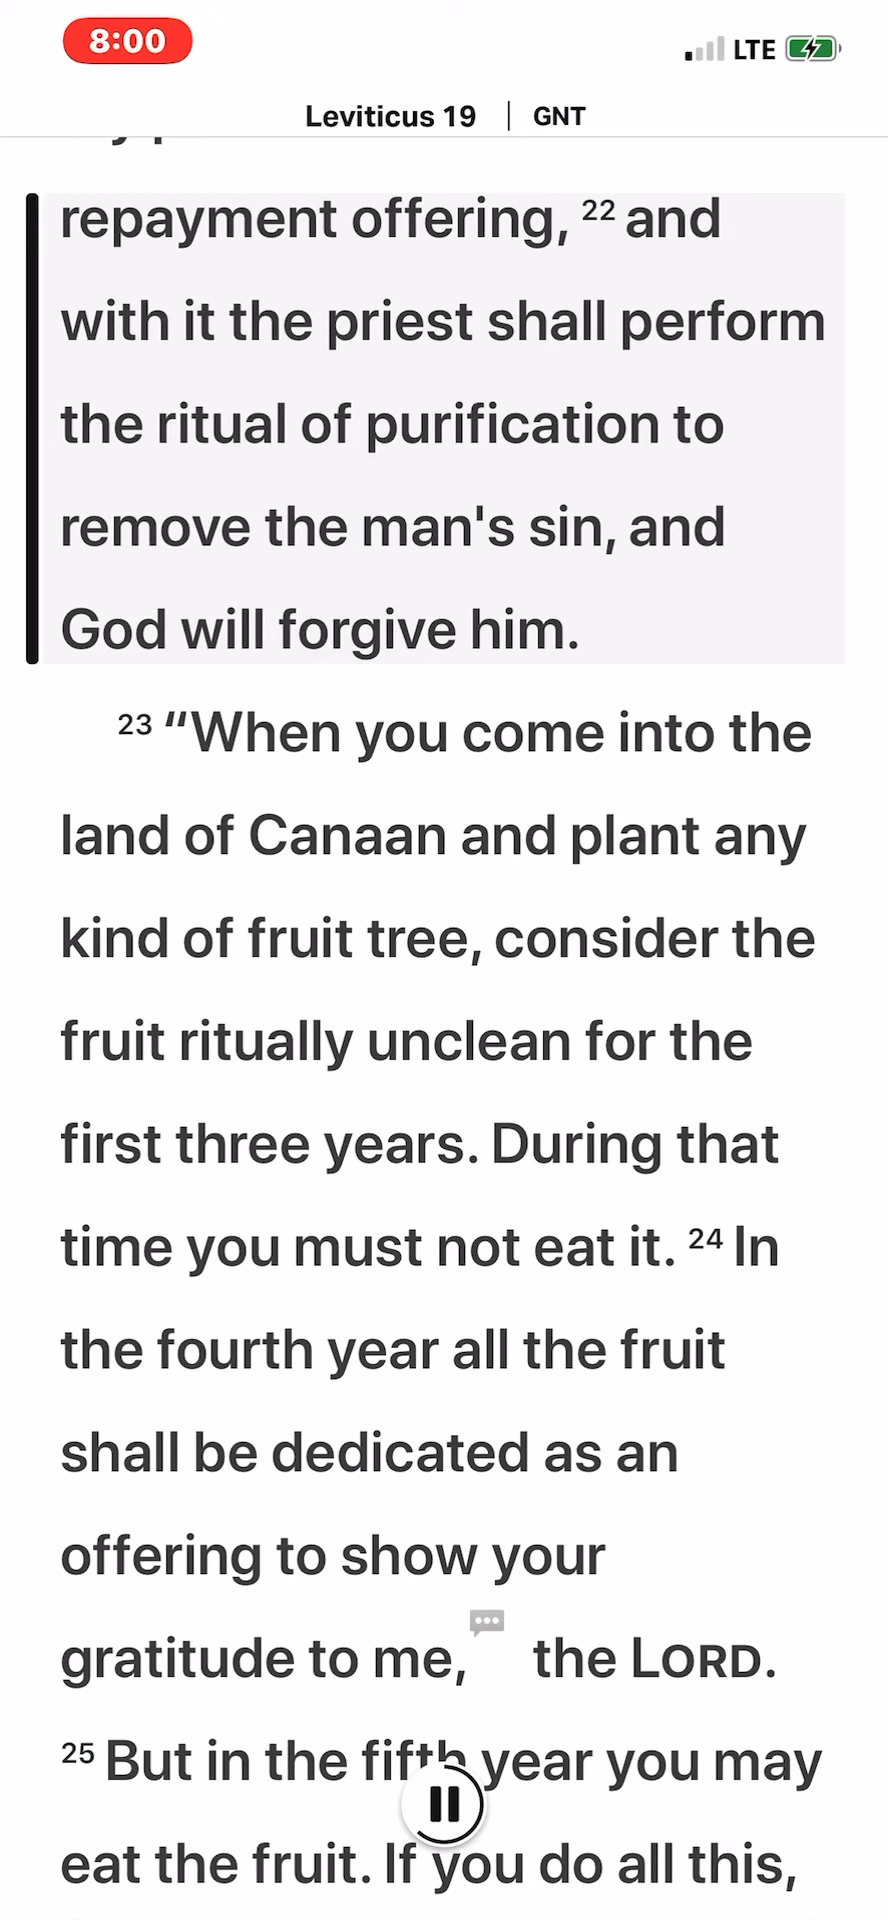 8:00
LTE
Leviticus 19 | GNT
repayment offering, 22 and
with it the priest shall perform
the ritual of purification to
remove the man's sin, and
God will forgive him.
23 “When you come into the
land of Canaan and plant any
kind of fruit tree, consider the
fruit ritually unclean for the
first three years. During that
time you must not eat it. 24 In
the fourth year all the fruit
shall be dedicated as an
offering to show your
gratitude to me, the LORD.
25 But in the fifth year you may
eat the fruit. If you do all this,